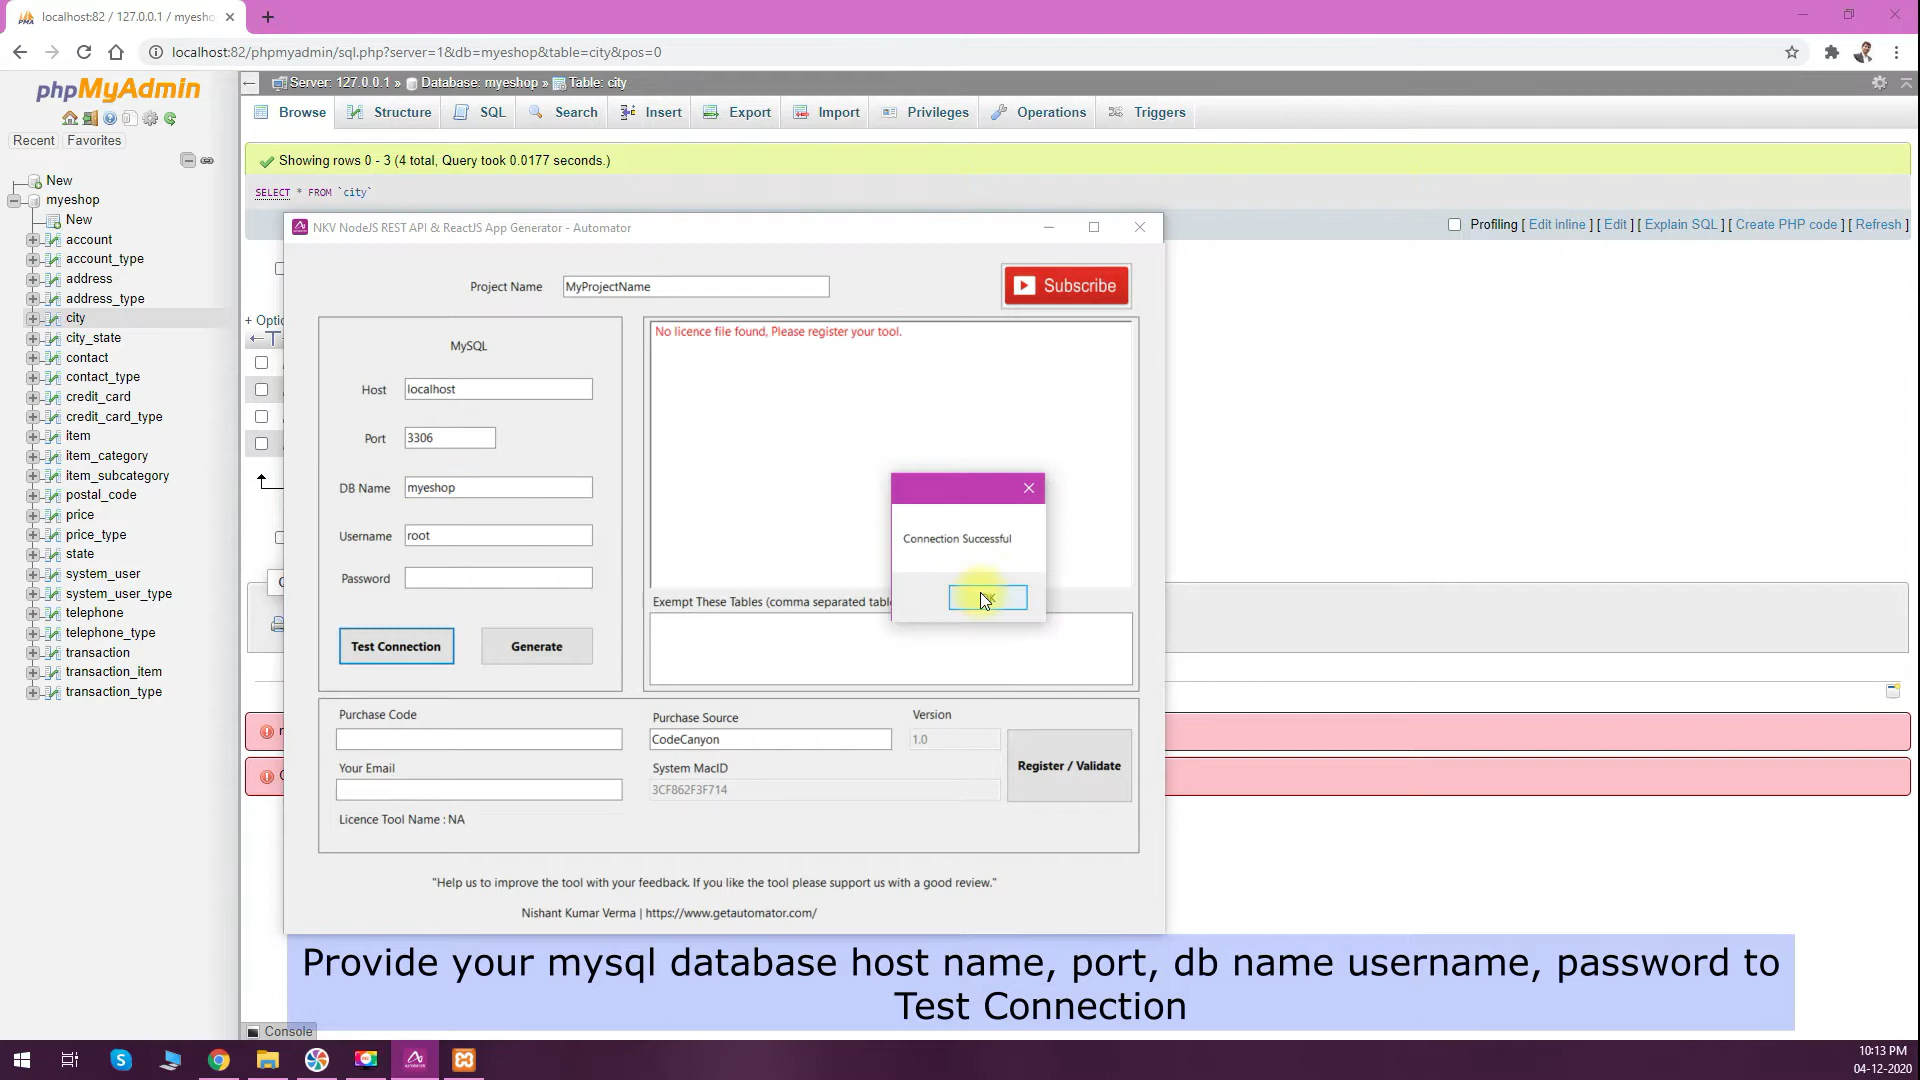 localhost:82 / 127.0.0.1 / myesho
localhost:82/phpmyadmin/sql.php?server=1&db=myeshop&table=city&pos=0
phpMyAdmin
Recent
Favorites
New
myeshop
New
account
account_type
address
address_type
city
city_state
contact
contact_type
credit_card
credit_card_type
item
item_category
item_subcategory
postal_code
price
price_type
state
system_user
system_user_type
telephone
telephone_type
transaction
transaction_item
transaction_type
Server: 127.0.0.1 » Database: myeshop » Table: city
Browse
Structure
SQL
Search
Insert
Export
Import
Privileges
Operations
Triggers
Showing rows 0 - 3 (4 total, Query took 0.0177 seconds.)
SELECT * FROM `city`
Profiling [ Edit inline ] [ Edit ] [ Explain SQL ] [ Create PHP code ] [ Refresh ]
+ Optio
NKV NodeJS REST API & ReactJS App Generator - Automator
Project Name
MyProjectName
Subscribe
MySQL
Host
localhost
Port
3306
DB Name
myeshop
Username
root
Password
Test Connection
Generate
No licence file found, Please register your tool.
Connection Successful
Exempt These Tables (comma separated tabl
Purchase Code
Purchase Source
CodeCanyon
Version
1.0
Your Email
System MacID
3CF862F3F714
Register / Validate
Licence Tool Name : NA
"Help us to improve the tool with your feedback. If you like the tool please support us with a good review."
Nishant Kumar Verma | https://www.getautomator.com/
Provide your mysql database host name, port, db name username, password to
Test Connection
Console
10:13 PM
04-12-2020